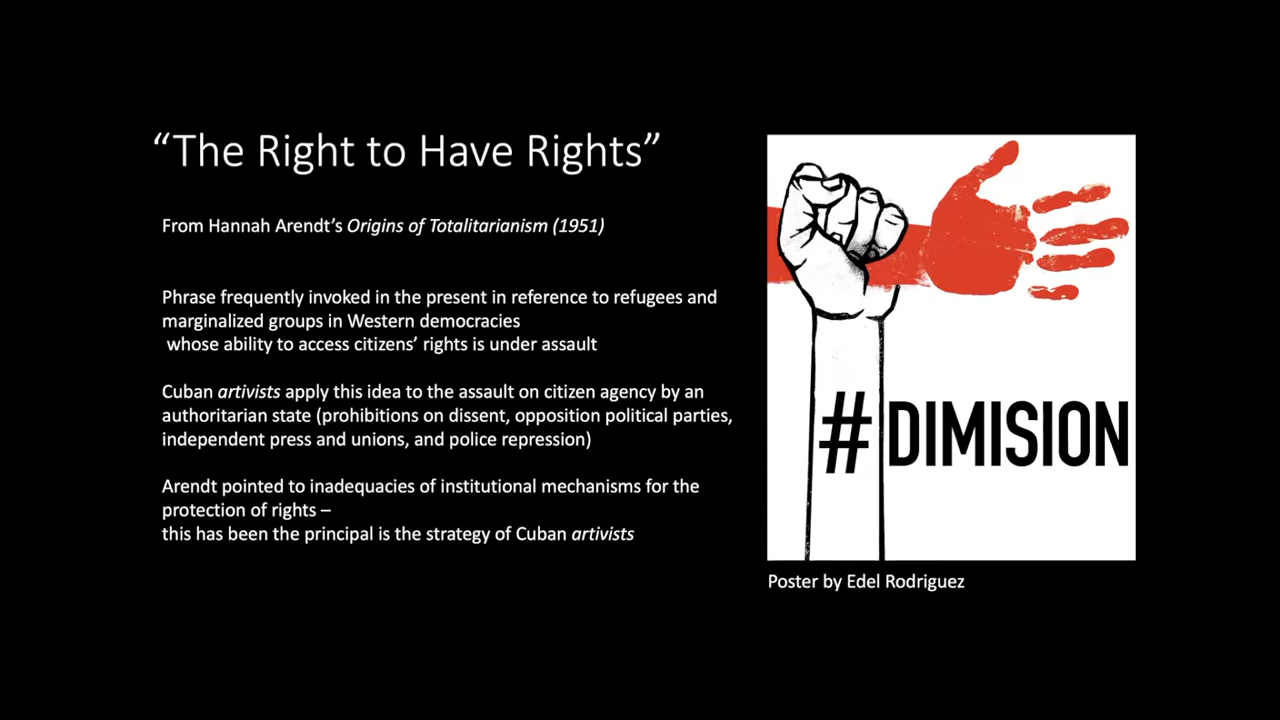 “The Right to Have Rights”
From Hannah Arendt’s Origins of Totalitarianism (1951)
Phrase frequently invoked in the present in reference to refugees and
marginalized groups in Western democracies
whose ability to access citizens’ rights is under assault
Cuban artivists apply this idea to the assault on citizen agency by an
authoritarian state (prohibitions on dissent, opposition political parties,
independent press and unions, and police repression)
Arendt pointed to inadequacies of institutional mechanisms for the
protection of rights –
this has been the principal is the strategy of Cuban artivists
#DIMISION
Poster by Edel Rodriguez